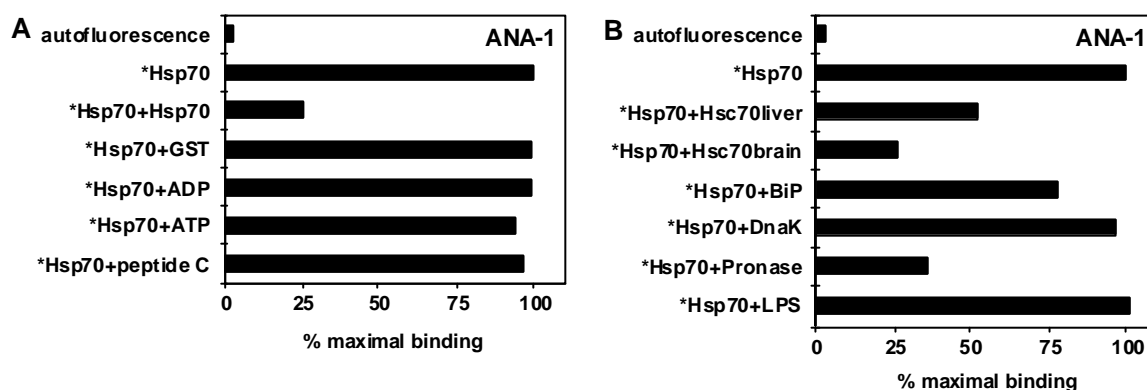 A
ANA-1
autofluorescence
*Hsp70
*Hsp70+Hsp70
*Hsp70+GST
*Hsp70+ADP
*Hsp70+ATP
*Hsp70+peptide C
0 25 50 75 100
% maximal binding
B
ANA-1
autofluorescence
*Hsp70
*Hsp70+Hsc70liver
*Hsp70+Hsc70brain
*Hsp70+BiP
*Hsp70+DnaK
*Hsp70+Pronase
*Hsp70+LPS
0 25 50 75 100
% maximal binding